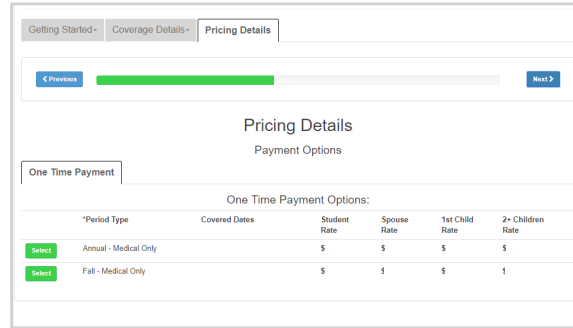 Getting Started Coverage Details Pricing Details
Previous Next
Pricing Details
Payment Options
One Time Payment
One Time Payment Options:
*Period Type Covered Dates Student Rate Spouse Rate 1st Child Rate 2+ Children Rate
Select Annual - Medical Only $ $ $ $
Select Fall - Medical Only $ $ $ $